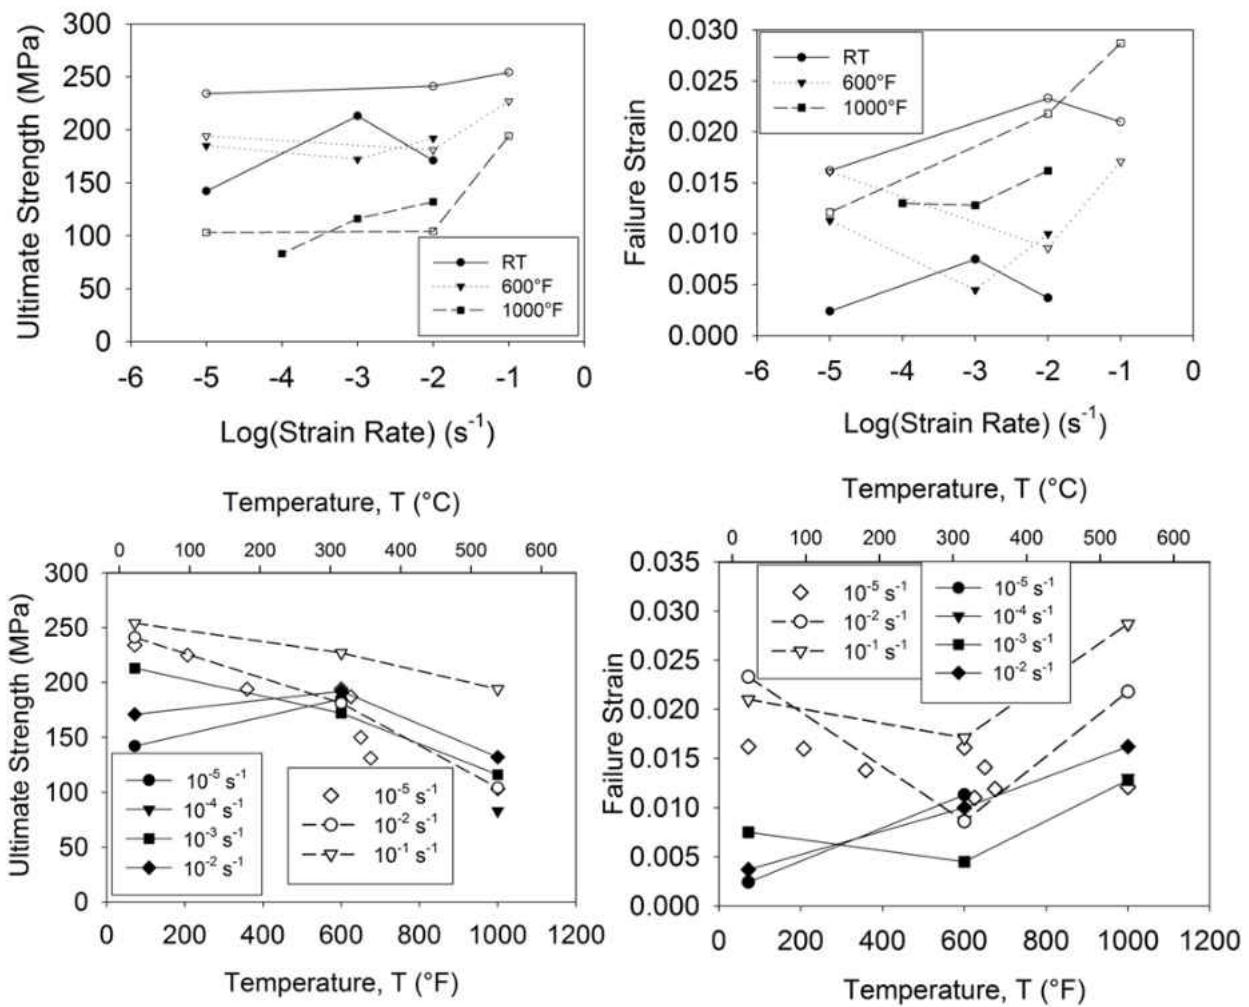 Ultimate Strength (MPa)
300
250
200
150
100
50
0
RT
600°F
1000°F
-6 -5 -4 -3 -2 -1 0
Log(Strain Rate) (s-1)
Failure Strain
0.030
0.025
0.020
0.015
0.010
0.005
0.000
RT
600°F
1000°F
-6 -5 -4 -3 -2 -1 0
Log(Strain Rate) (s-1)
Temperature, T (°C)
0 100 200 300 400 500 600
Ultimate Strength (MPa)
300
250
200
150
100
50
0
10-5 s-1
10-4 s-1
10-3 s-1
10-2 s-1
10-5 s-1
10-2 s-1
10-1 s-1
0 200 400 600 800 1000 1200
Temperature, T (°F)
Temperature, T (°C)
0 100 200 300 400 500 600
Failure Strain
0.035
0.030
0.025
0.020
0.015
0.010
0.005
0.000
10-5 s-1
10-2 s-1
10-1 s-1
10-5 s-1
10-4 s-1
10-3 s-1
10-2 s-1
0 200 400 600 800 1000 1200
Temperature, T (°F)